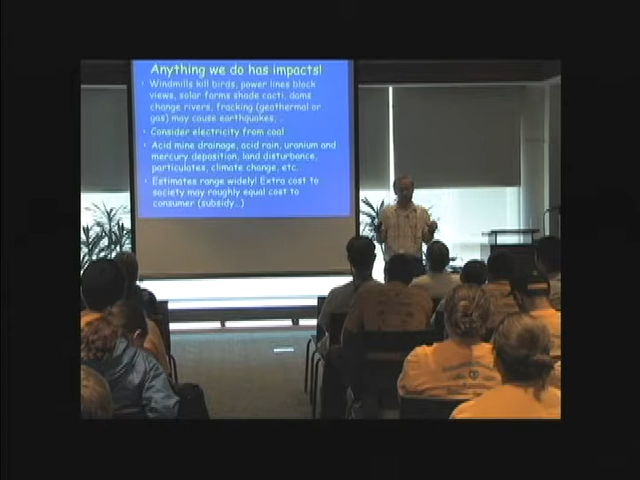 Anything we do has impacts!
• Windmills kill birds, power lines block
views, solar farms shade cacti, dams
change rivers, fracking (geothermal or
gas) may cause earthquakes, ..
• Consider electricity from coal
• Acid mine drainage, acid rain, uranium and
mercury deposition, land disturbance,
particulates, climate change, etc.
• Estimates range widely! Extra cost to
society may roughly equal cost to
consumer (subsidy…)